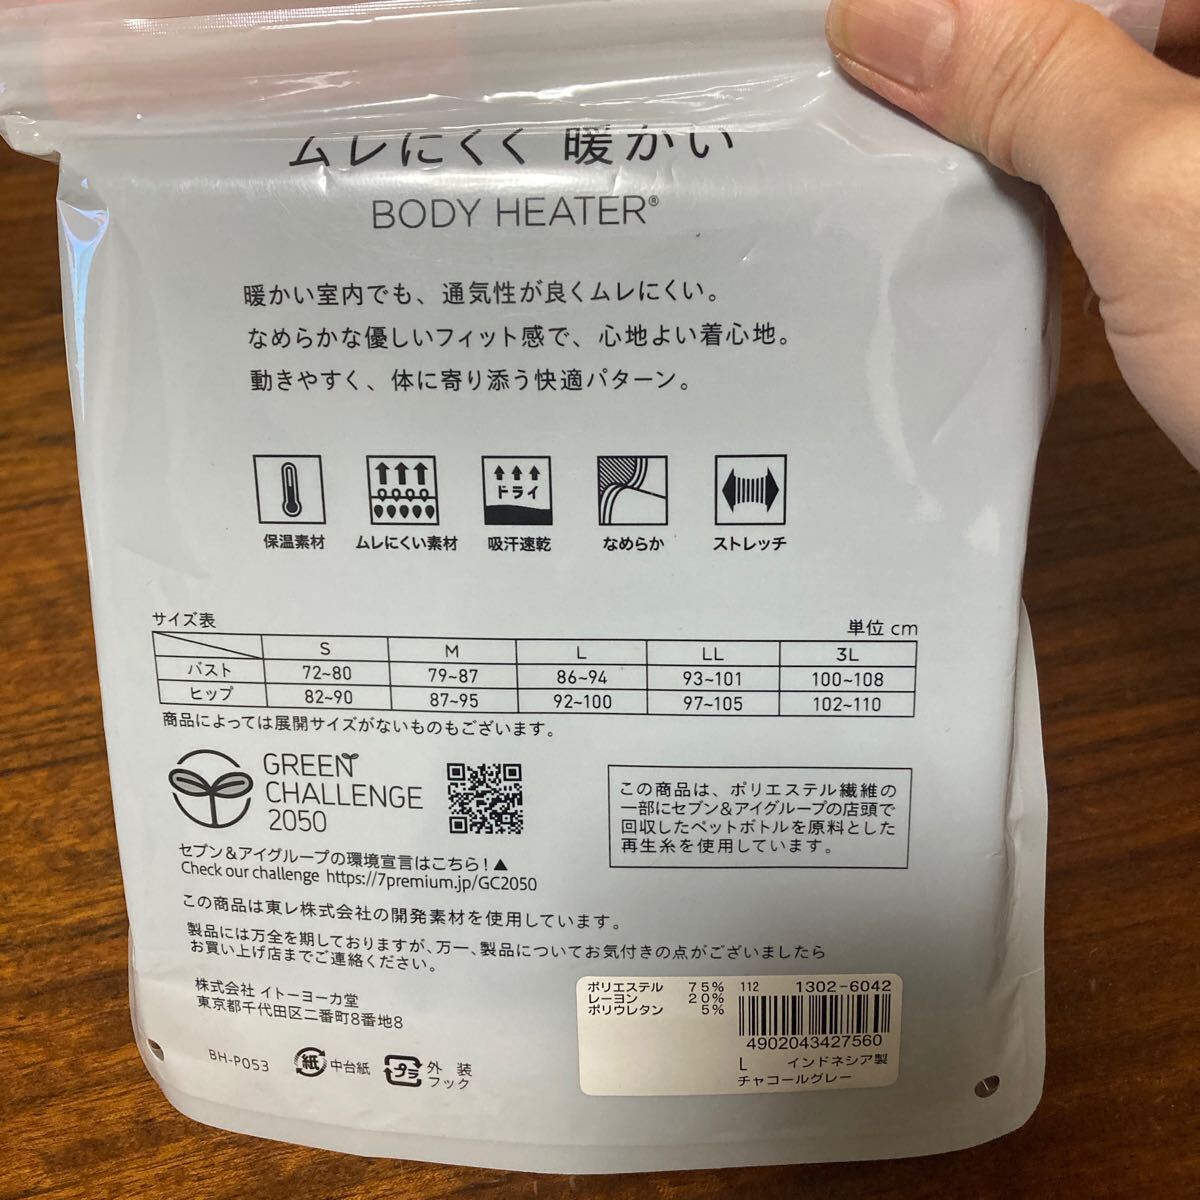 ムレにくく 暖かい
BODY HEATER®
暖かい室内でも、通気性が良くムレにくい。
なめらかな優しいフィット感で、心地よい着心地。
動きやすく、体に寄り添う快適パターン。
ドライ
保温素材 ムレにくい素材 吸汗速乾 なめらか ストレッチ
サイズ表 単位 cm
S M L LL 3L
バスト 72~80 79~87 86~94 93~101 100~108
ヒップ 82~90 87~95 92~100 97~105 102~110
商品によっては展開サイズがないものもございます。
GREEN
CHALLENGE
2050
セブン&アイグループの環境宣言はこちら!▲
Check our challenge https://7premium.jp/GC2050
この商品は、ポリエステル繊維の
一部にセブン&アイグループの店頭で
回収したペットボトルを原料とした
再生糸を使用しています。
この商品は東レ株式会社の開発素材を使用しています。
製品には万全を期しておりますが、万一、製品についてお気付きの点がございましたら
お買い上げ店までご連絡ください。
株式会社 イトーヨーカ堂
東京都千代田区二番町8番地8
BH-P053 紙 中台紙 プラ 外 装
フック
ポリエステル 75%
レーヨン 20%
ポリウレタン 5%
112 1302-6042
4902043427560
L インドネシア製
チャコールグレー